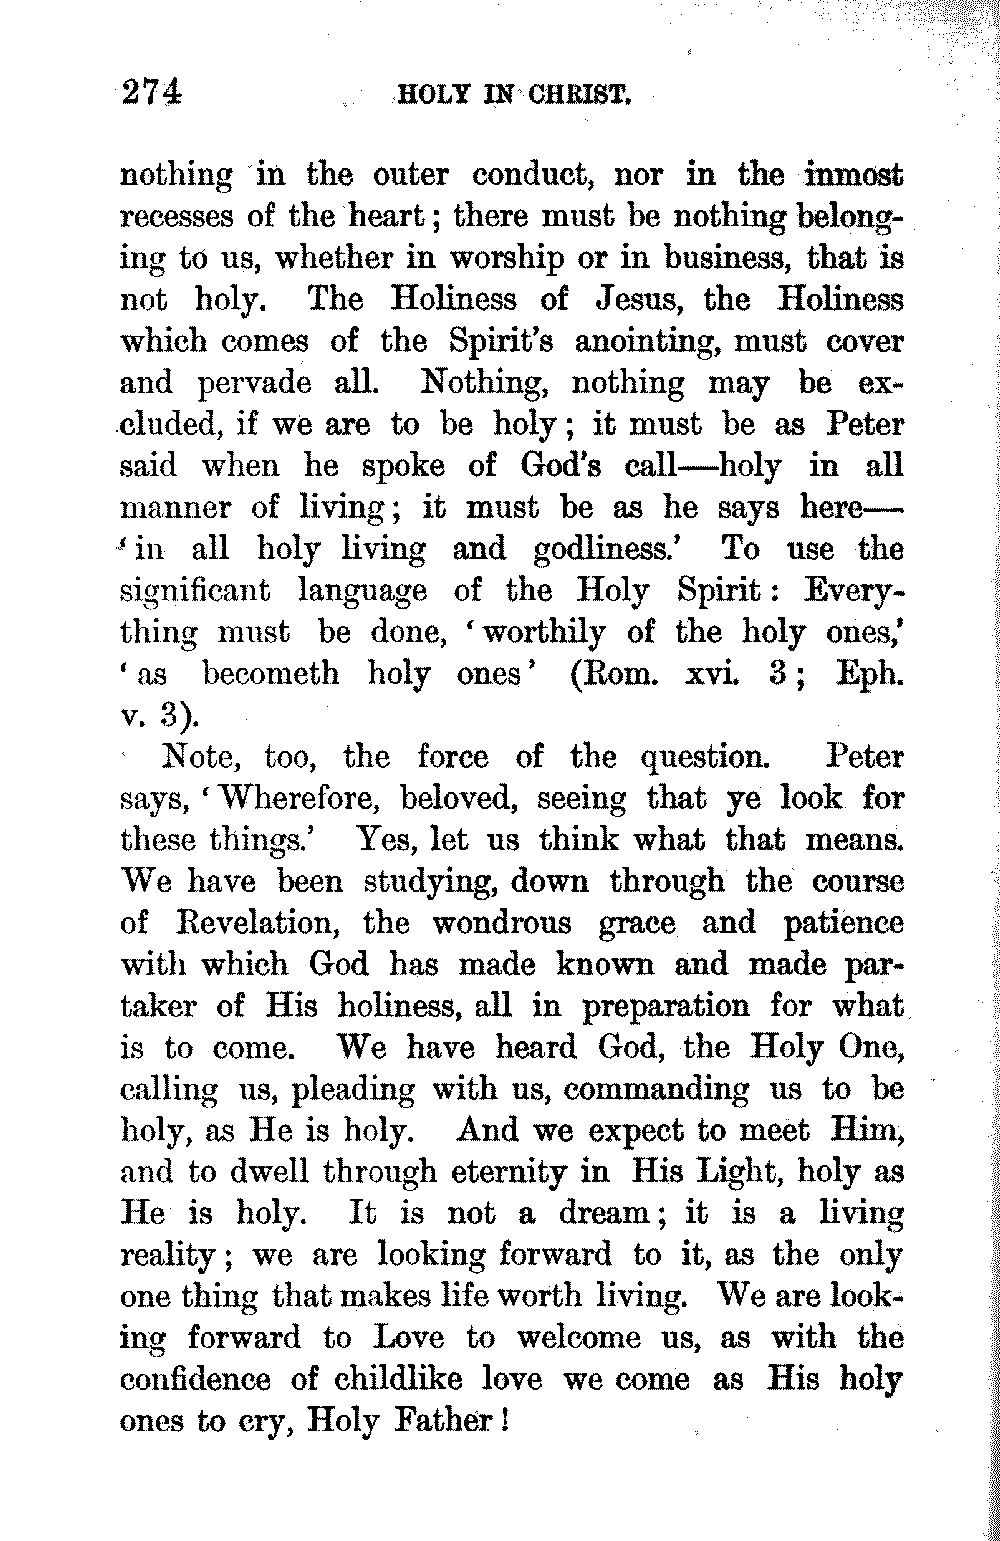 274 HOLY IN CHRIST.
nothing in the outer conduct, nor in the inmost
recesses of the heart; there must be nothing belong-
ing to us, whether in worship or in business, that is
not holy. The Holiness of Jesus, the Holiness
which comes of the Spirit's anointing, must cover
and pervade all. Nothing, nothing may be ex-
cluded, if we are to be holy; it must be as Peter
said when he spoke of God's call—holy in all
manner of living; it must be as he says here—
'in all holy living and godliness.' To use the
significant language of the Holy Spirit: Every-
thing must be done, 'worthily of the holy ones,'
'as becometh holy ones' (Rom. xvi. 3; Eph.
v. 3).
Note, too, the force of the question. Peter
says, 'Wherefore, beloved, seeing that ye look for
these things.' Yes, let us think what that means.
We have been studying, down through the course
of Revelation, the wondrous grace and patience
with which God has made known and made par-
taker of His holiness, all in preparation for what
is to come. We have heard God, the Holy One,
calling us, pleading with us, commanding us to be
holy, as He is holy. And we expect to meet Him,
and to dwell through eternity in His Light, holy as
He is holy. It is not a dream; it is a living
reality; we are looking forward to it, as the only
one thing that makes life worth living. We are look-
ing forward to Love to welcome us, as with the
confidence of childlike love we come as His holy
ones to cry, Holy Father!